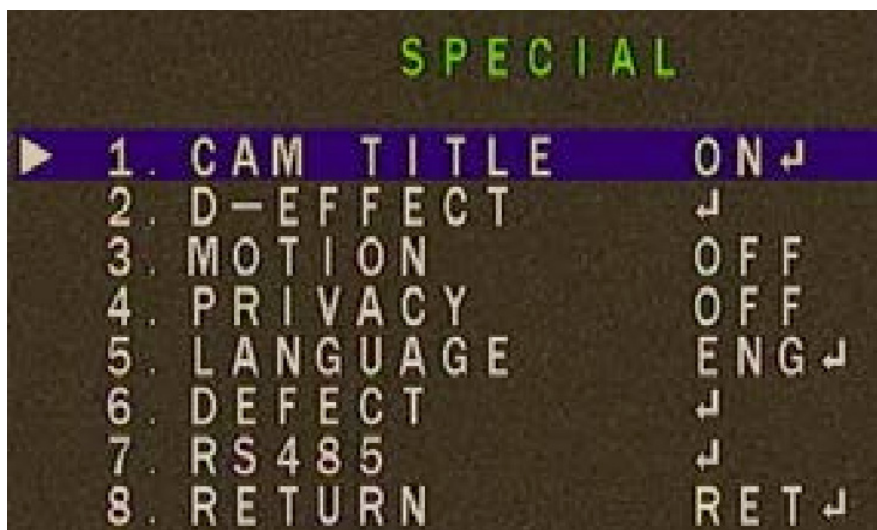 SPECIAL
1. CAM TITLE ON↵
2. D-EFFECT ↵
3. MOTION OFF
4. PRIVACY OFF
5. LANGUAGE ENG↵
6. DEFECT ↵
7. RS485 ↵
8. RETURN RET↵